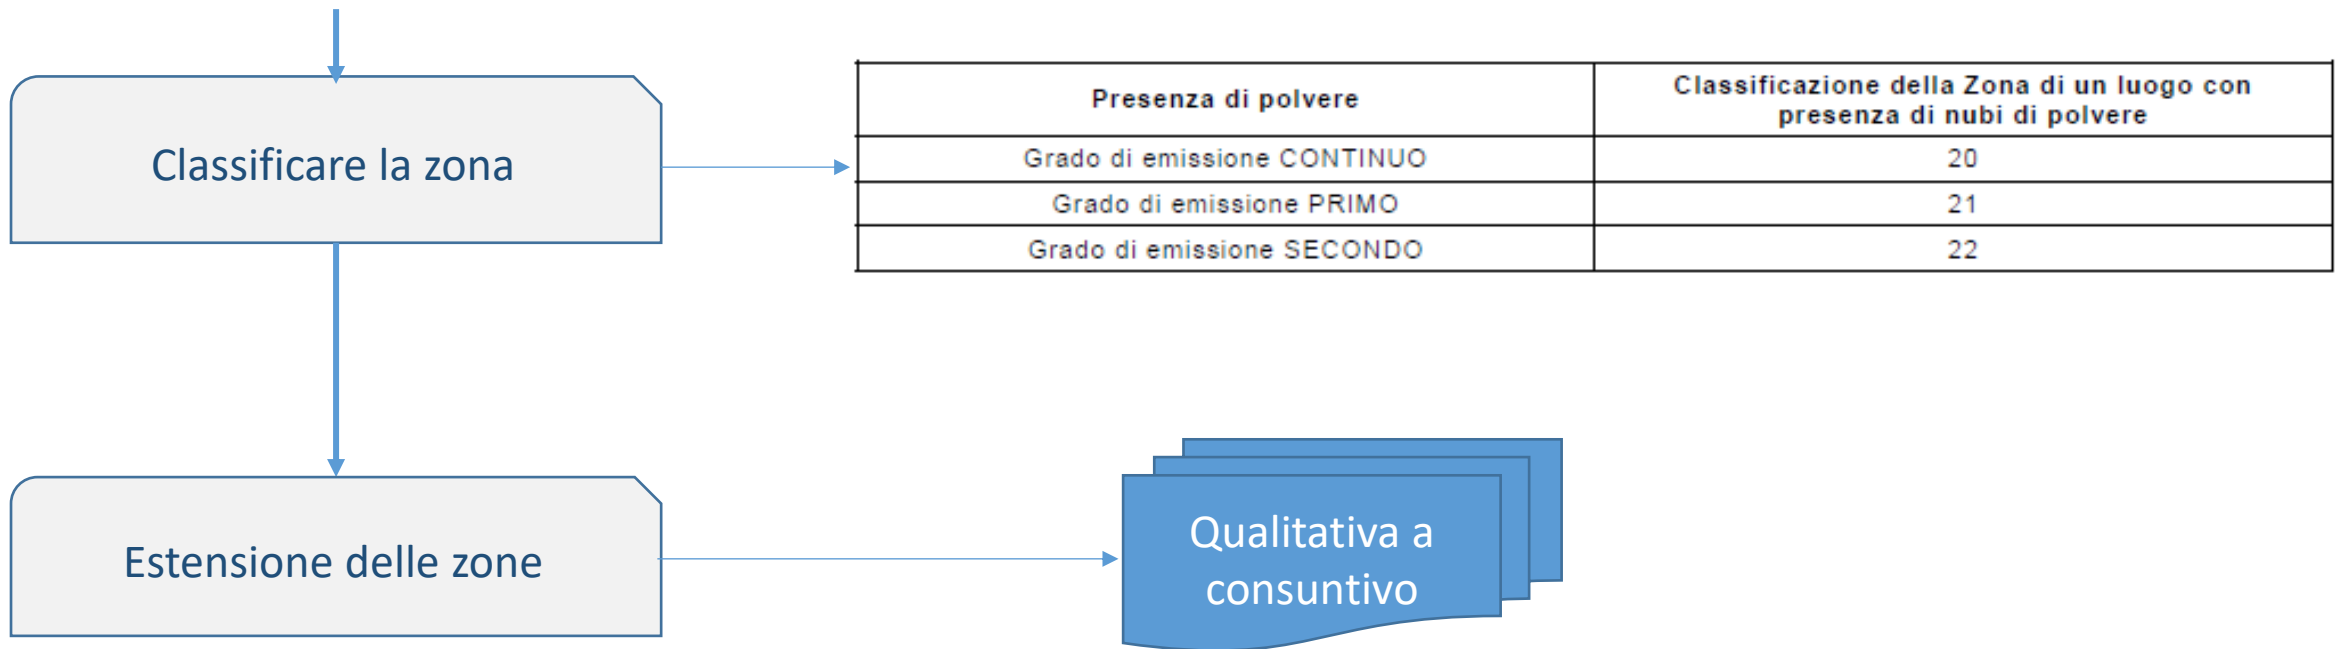 Classificare la zona
Presenza di polvere
Classificazione della Zona di un luogo con
presenza di nubi di polvere
Grado di emissione CONTINUO
20
Grado di emissione PRIMO
21
Grado di emissione SECONDO
22
Estensione delle zone
Qualitativa a
consuntivo